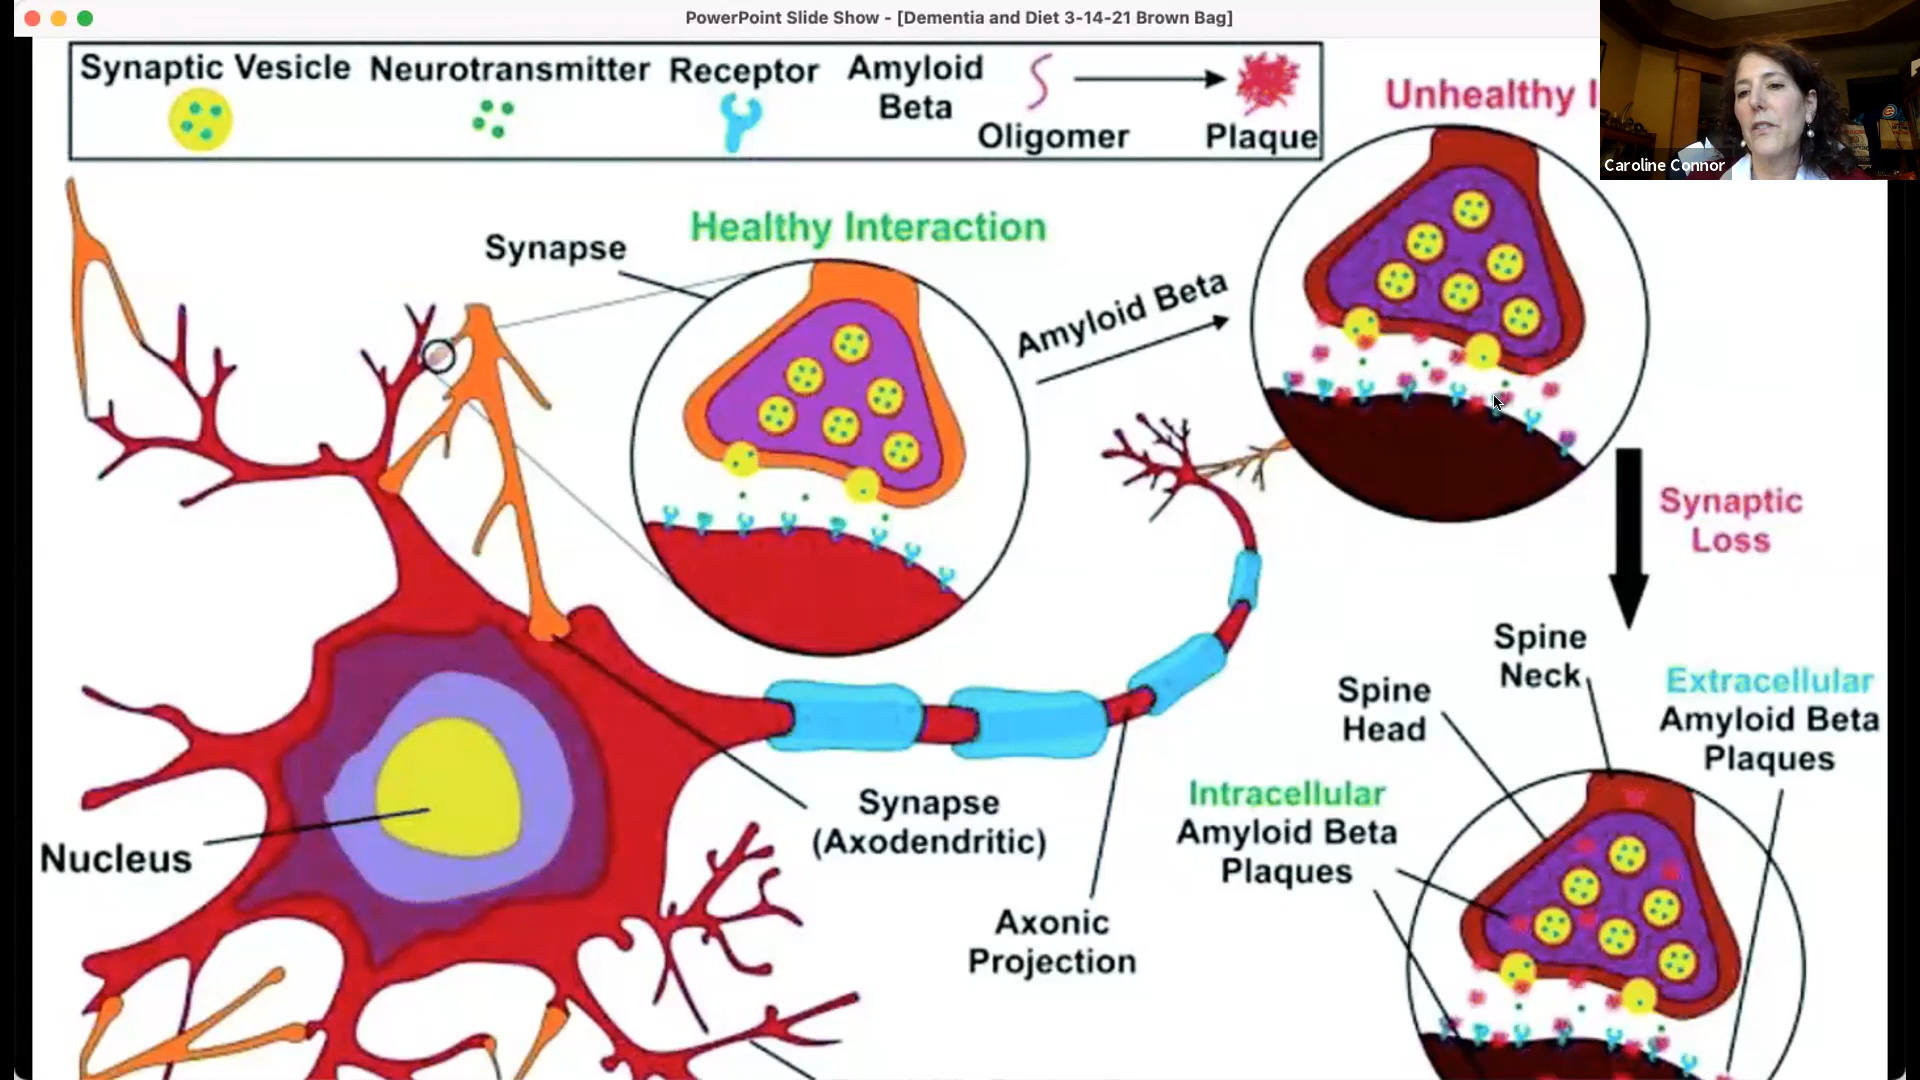 PowerPoint Slide Show - [Dementia and Diet 3-14-21 Brown Bag]
Synaptic Vesicle
Neurotransmitter
Receptor
Amyloid
Beta
Oligomer
Plaque
Unhealthy
Caroline Connor
Synapse
Healthy Interaction
Amyloid Beta
Synaptic
Loss
Spine
Neck
Spine
Head
Extracellular
Amyloid Beta
Plaques
Intracellular
Amyloid Beta
Plaques
Nucleus
Synapse
(Axodendritic)
Axonic
Projection